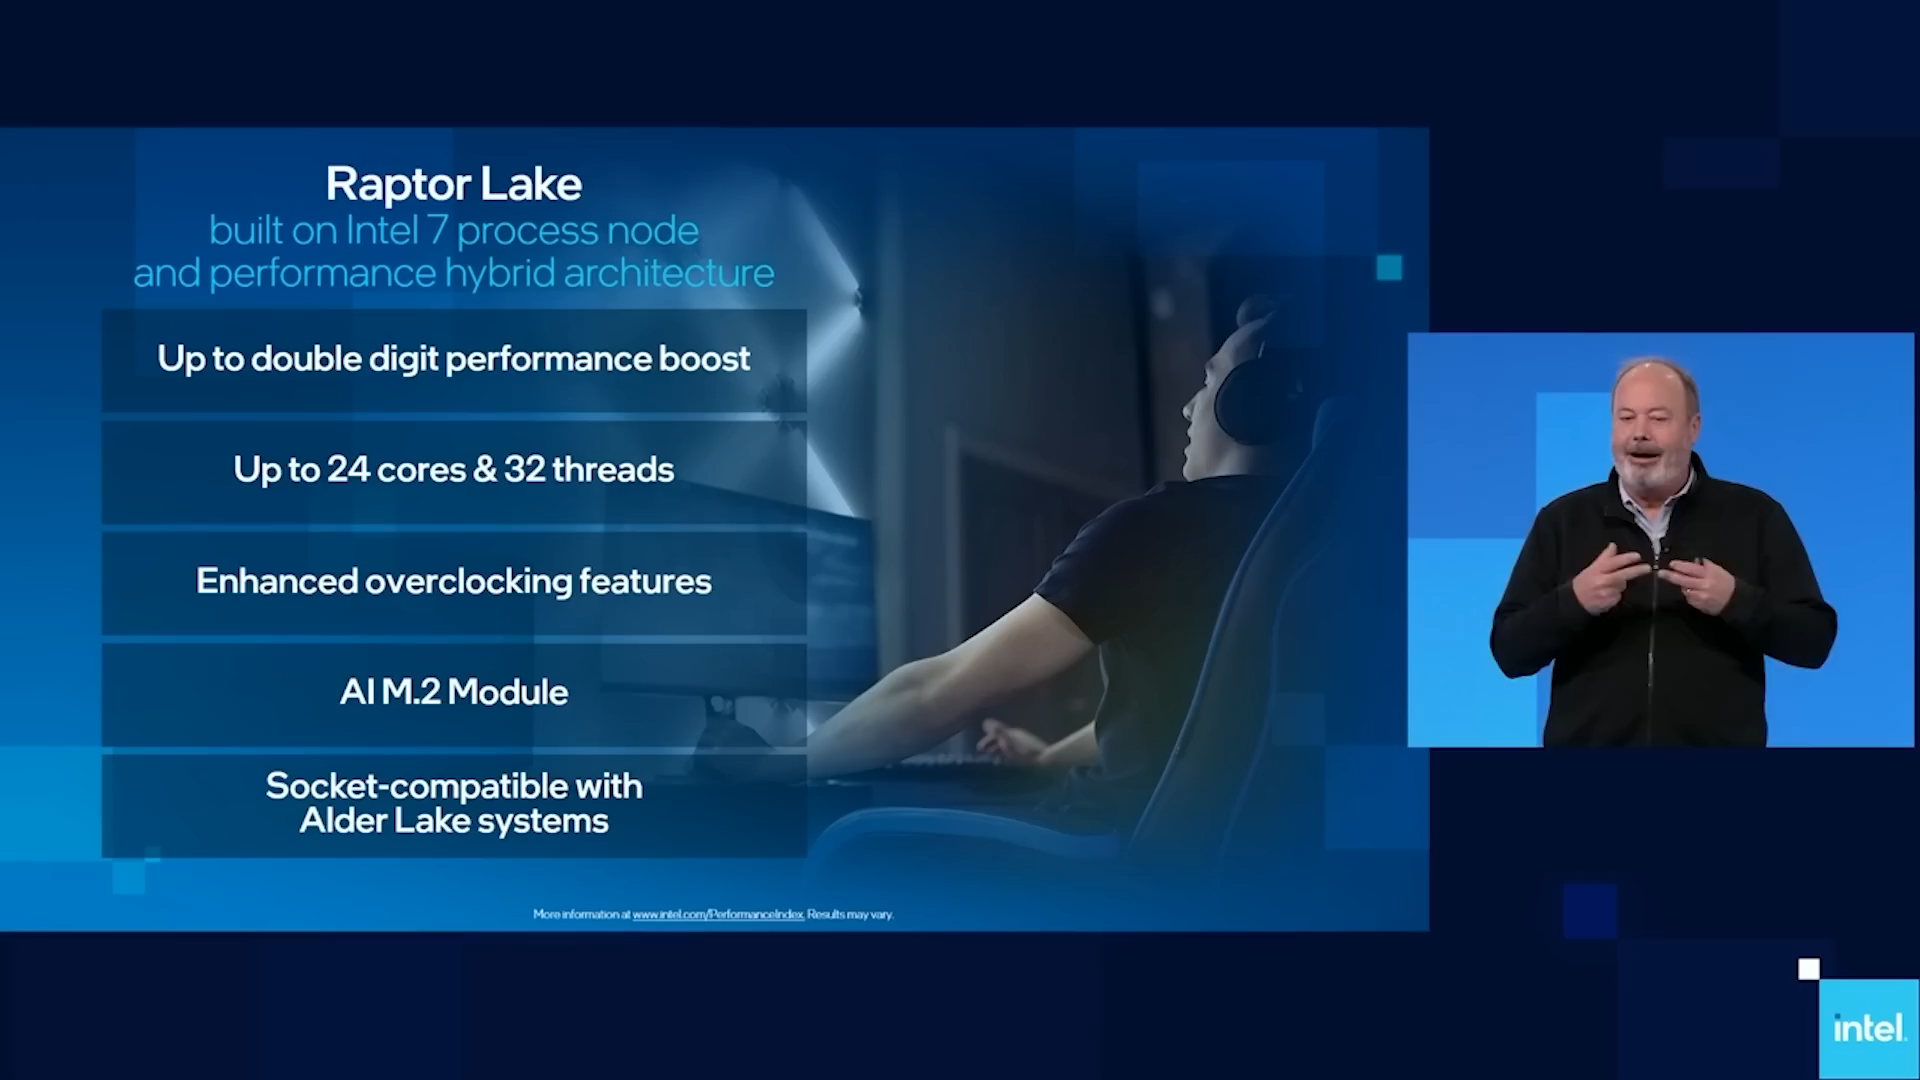 Raptor Lake
built on Intel 7 process node
and performance hybrid architecture
Up to double digit performance boost
Up to 24 cores & 32 threads
Enhanced overclocking features
AI M.2 Module
Socket-compatible with
Alder Lake systems
More information at www.intel.com/PerformanceIndex. Results may vary.
intel.